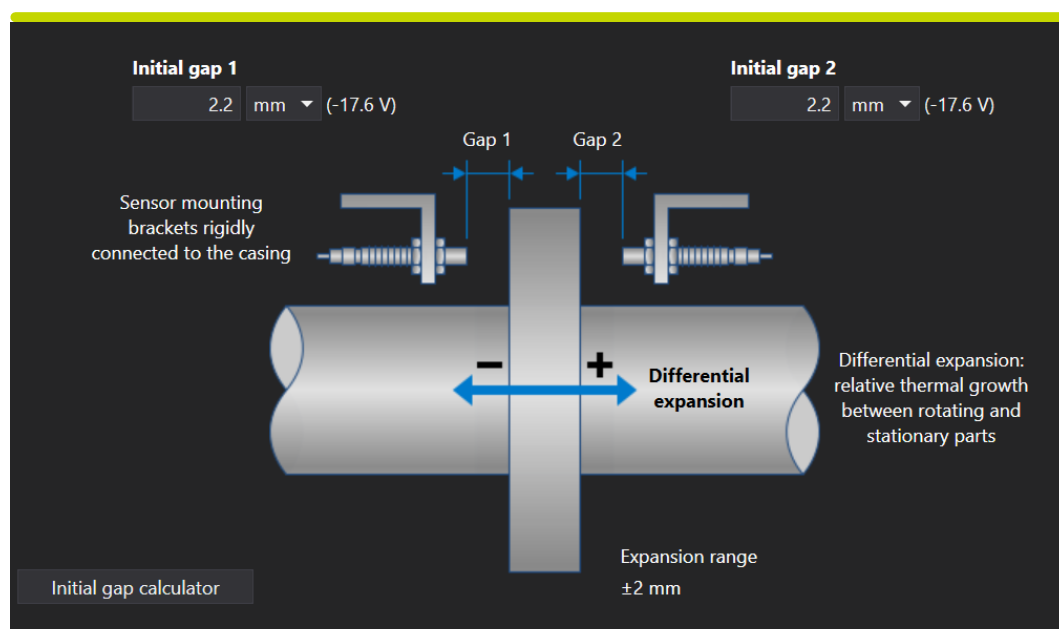 Initial gap 1
2.2 mm (-17.6 V)
Initial gap 2
2.2 mm (-17.6 V)
Gap 1
Gap 2
Sensor mounting
brackets rigidly
connected to the casing
− +
Differential
expansion
Differential expansion:
relative thermal growth
between rotating and
stationary parts
Expansion range
±2 mm
Initial gap calculator